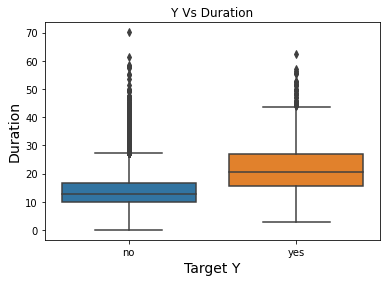 Y Vs Duration
Duration
70
60
50
40
30
20
10
0
no yes
Target Y